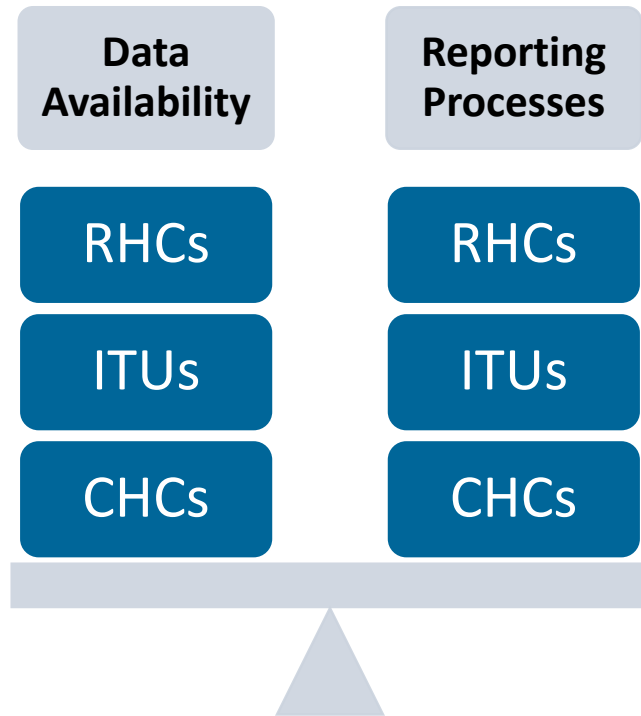 Data
Availability
Reporting
Processes
RHCs
RHCs
ITUs
ITUs
CHCs
CHCs